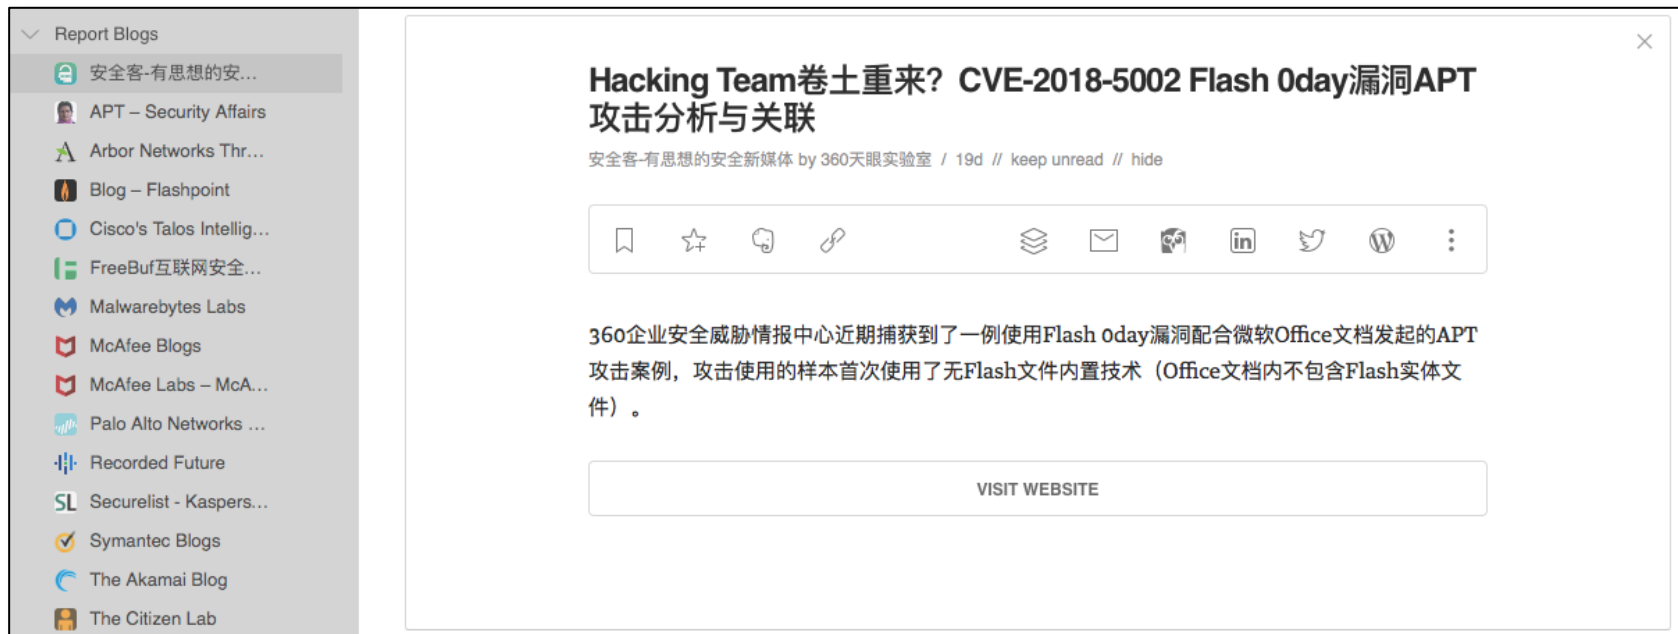 Report Blogs
安全客-有思想的安...
APT – Security Affairs
Arbor Networks Thr...
Blog – Flashpoint
Cisco's Talos Intellig...
FreeBuf互联网安全...
Malwarebytes Labs
McAfee Blogs
McAfee Labs – McA...
Palo Alto Networks ...
Recorded Future
SL Securelist - Kaspers...
Symantec Blogs
The Akamai Blog
The Citizen Lab
Hacking Team卷土重来？CVE-2018-5002 Flash 0day漏洞APT
攻击分析与关联
安全客-有思想的安全新媒体 by 360天眼实验室 / 19d // keep unread // hide
360企业安全威胁情报中心近期捕获到了一例使用Flash 0day漏洞配合微软Office文档发起的APT
攻击案例，攻击使用的样本首次使用了无Flash文件内置技术（Office文档内不包含Flash实体文
件）。
VISIT WEBSITE